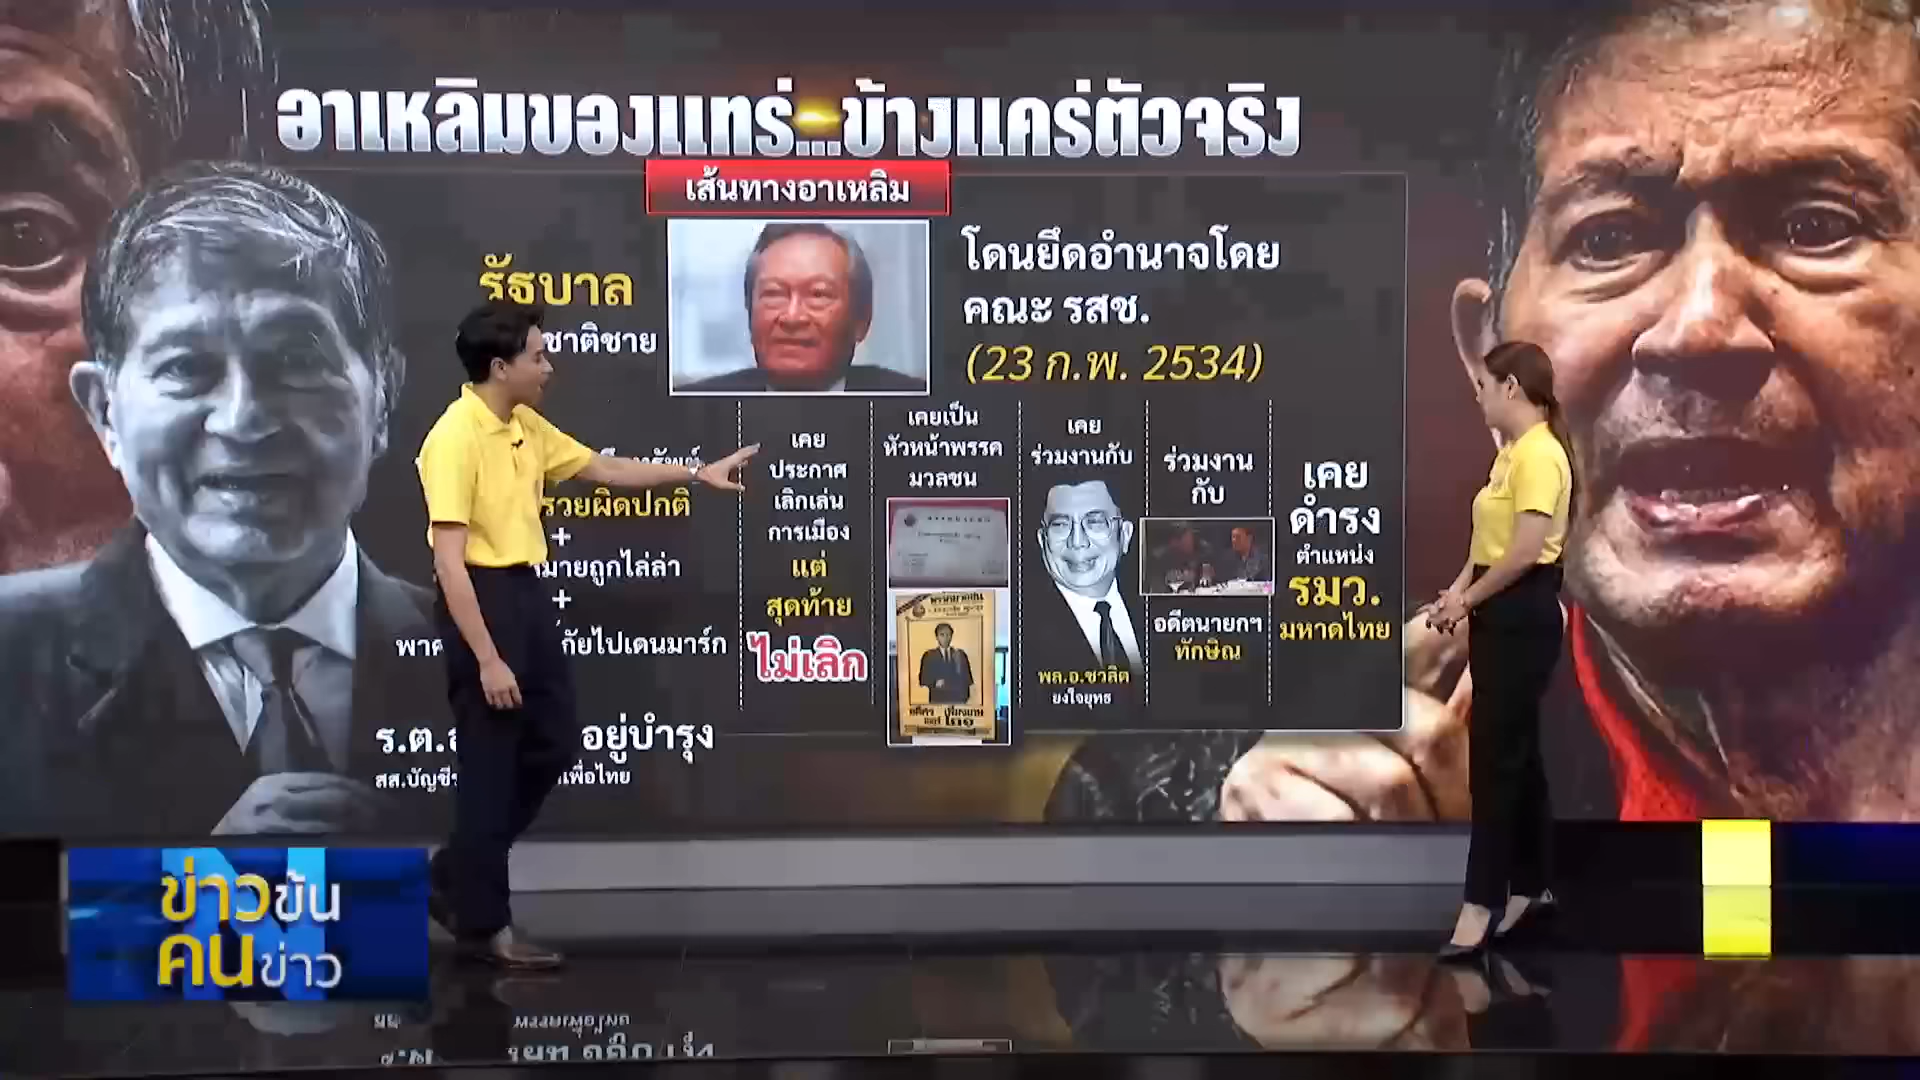 อาเหลิมของแทร่...ข้างแคร่ตัวจริง
เส้นทางอาเหลิม
รัฐบาล
ชาติชาย
โดนยึดอำนาจโดย
คณะ รสช.
(23 ก.พ. 2534)
รวยผิดปกติ
+
มายถูกไล่ล่า
+
ภัยไปเดนมาร์ก
เคย
ประกาศ
เลิกเล่น
การเมือง
แต่
สุดท้าย
ไม่เลิก
เคยเป็น
หัวหน้าพรรค
มวลชน
เคย
ร่วมงานกับ
พล.อ.ชวลิต
ยงใจยุทธ
ร่วมงาน
กับ
อดีตนายกฯ
ทักษิณ
เคย
ดำรง
ตำแหน่ง
รมว.
มหาดไทย
ร.ต.อ. อยู่บำรุง
สส.บัญชี เพื่อไทย
ข่าวข้น
คนข่าว